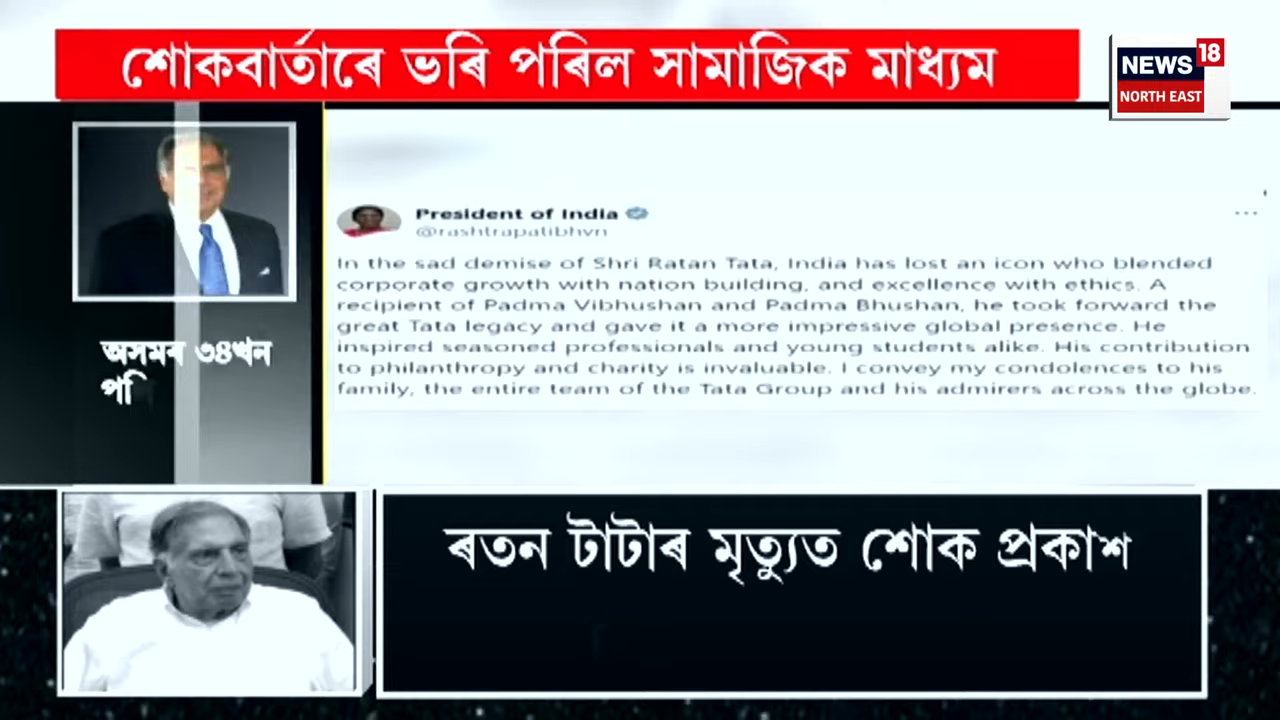 শোকবাৰ্তাৰে ভৰি পৰিল সামাজিক মাধ্যম
NEWS 18
NORTH EAST
President of India
@rashtrapatibhvn
In the sad demise of Shri Ratan Tata, India has lost an icon who blended
corporate growth with nation building, and excellence with ethics. A
recipient of Padma Vibhushan and Padma Bhushan, he took forward the
great Tata legacy and gave it a more impressive global presence. He
inspired seasoned professionals and young students alike. His contribution
to philanthropy and charity is invaluable. I convey my condolences to his
family, the entire team of the Tata Group and his admirers across the globe.
অসমৰ ৩৪খন
পি
ৰতন টাটাৰ মৃত্যুত শোক প্ৰকাশ